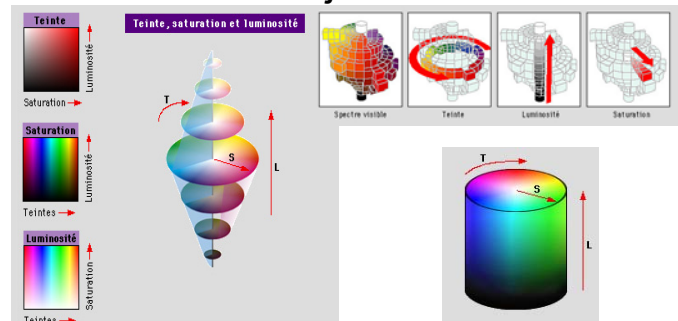 Teinte
Luminosité
Saturation
Saturation
Luminosité
Teintes
Luminosité
Saturation
Teintes
Teinte, saturation et luminosité
T
S
L
Spectre visible
Teinte
Luminosité
Saturation
T
S
L